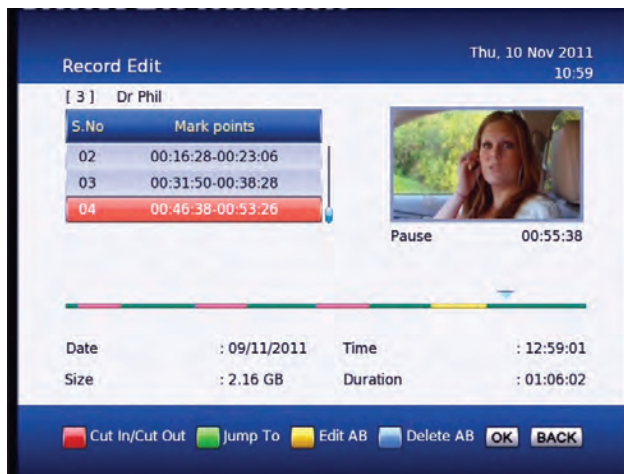 Record Edit
Thu, 10 Nov 2011
10:59
[ 3 ] Dr Phil
S.No Mark points
02 00:16:28-00:23:06
03 00:31:50-00:38:28
04 00:46:38-00:53:26
Pause 00:55:38
Date : 09/11/2011 Time : 12:59:01
Size : 2.16 GB Duration : 01:06:02
Cut In/Cut Out Jump To Edit AB Delete AB OK BACK